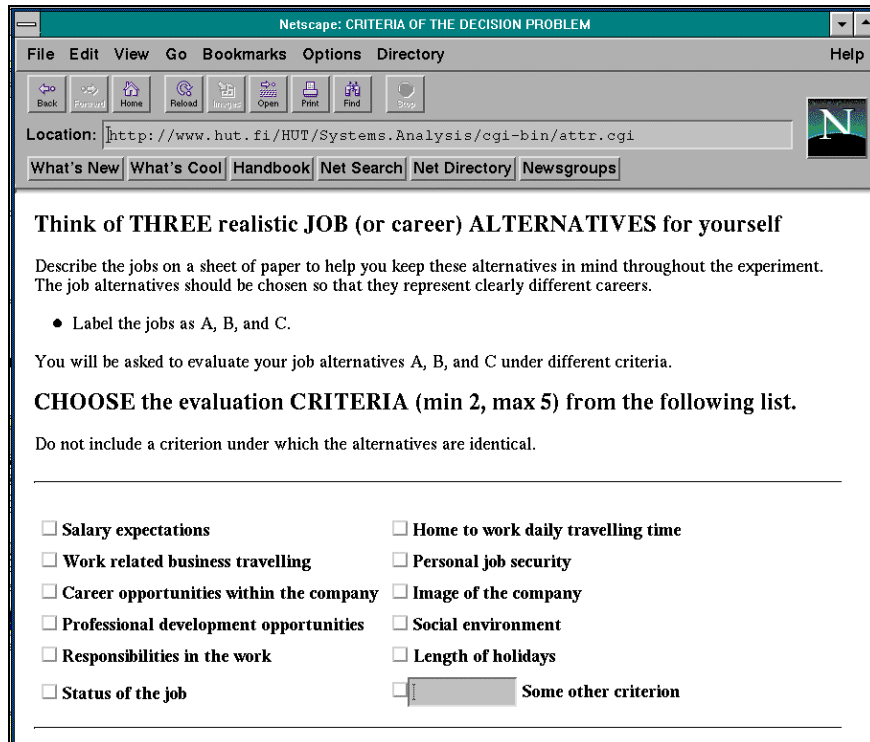 Netscape: CRITERIA OF THE DECISION PROBLEM
File Edit View Go Bookmarks Options Directory Help
Back Forward Home Reload Images Open Print Find Stop
N
Location: http://www.hut.fi/HUT/Systems.Analysis/cgi-bin/attr.cgi
What's New What's Cool Handbook Net Search Net Directory Newsgroups
Think of THREE realistic JOB (or career) ALTERNATIVES for yourself
Describe the jobs on a sheet of paper to help you keep these alternatives in mind throughout the experiment.
The job alternatives should be chosen so that they represent clearly different careers.
● Label the jobs as A, B, and C.
You will be asked to evaluate your job alternatives A, B, and C under different criteria.
CHOOSE the evaluation CRITERIA (min 2, max 5) from the following list.
Do not include a criterion under which the alternatives are identical.
Salary expectations Home to work daily travelling time
Work related business travelling Personal job security
Career opportunities within the company Image of the company
Professional development opportunities Social environment
Responsibilities in the work Length of holidays
Status of the job Some other criterion